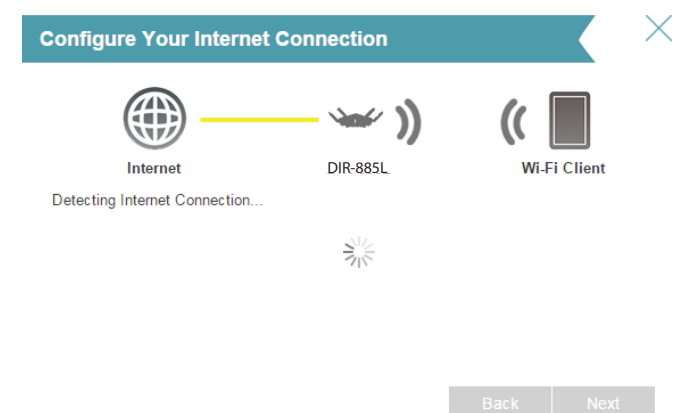 Configure Your Internet Connection
Internet
DIR-885L
Wi-Fi Client
Detecting Internet Connection...
Back
Next